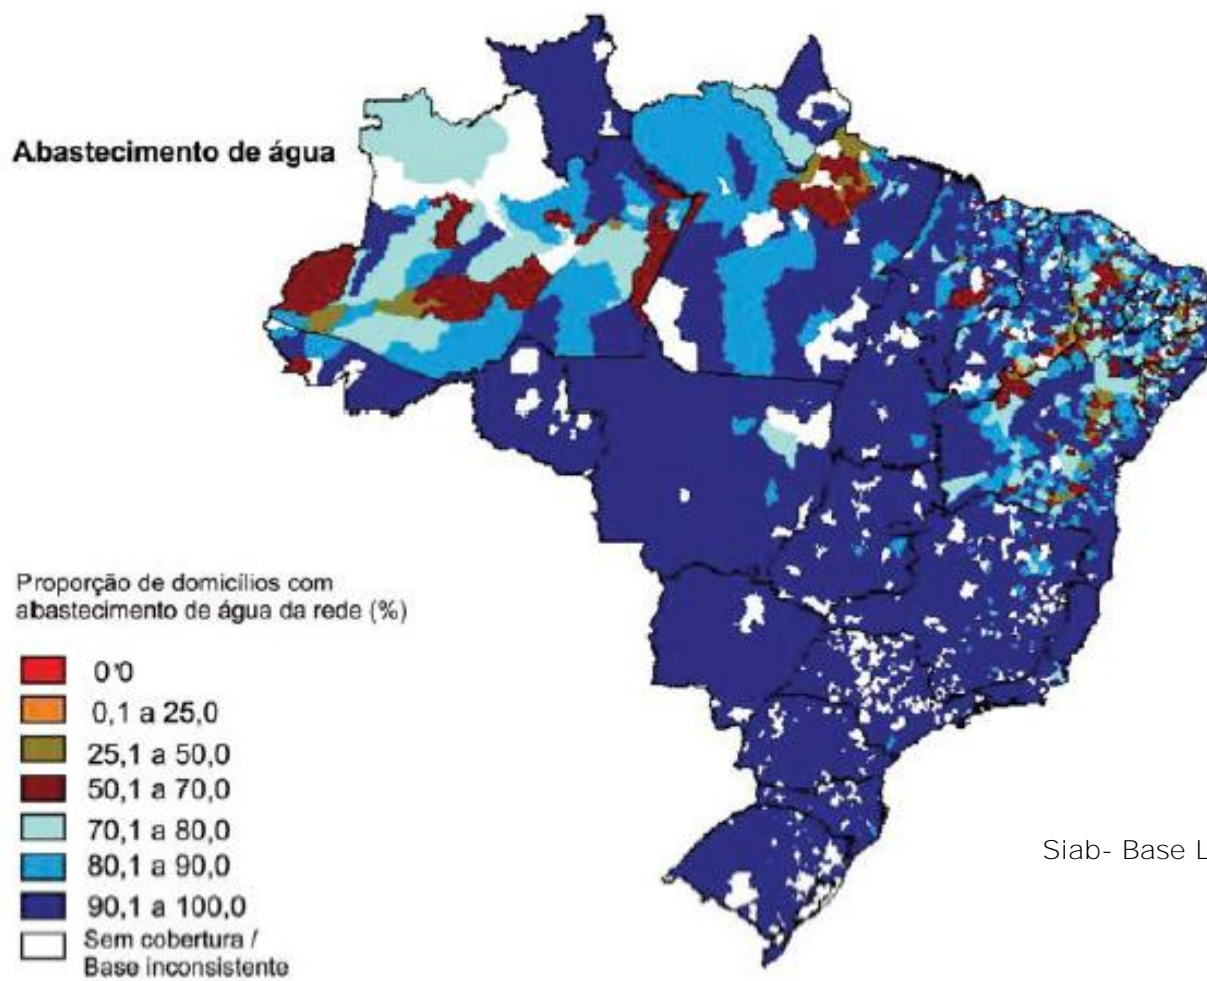 Abastecimento de água
Proporção de domicílios com
abastecimento de água da rede (%)
0'0
0,1 a 25,0
25,1 a 50,0
50,1 a 70,0
70,1 a 80,0
80,1 a 90,0
90,1 a 100,0
Sem cobertura /
Base inconsistente
Siab- Base L